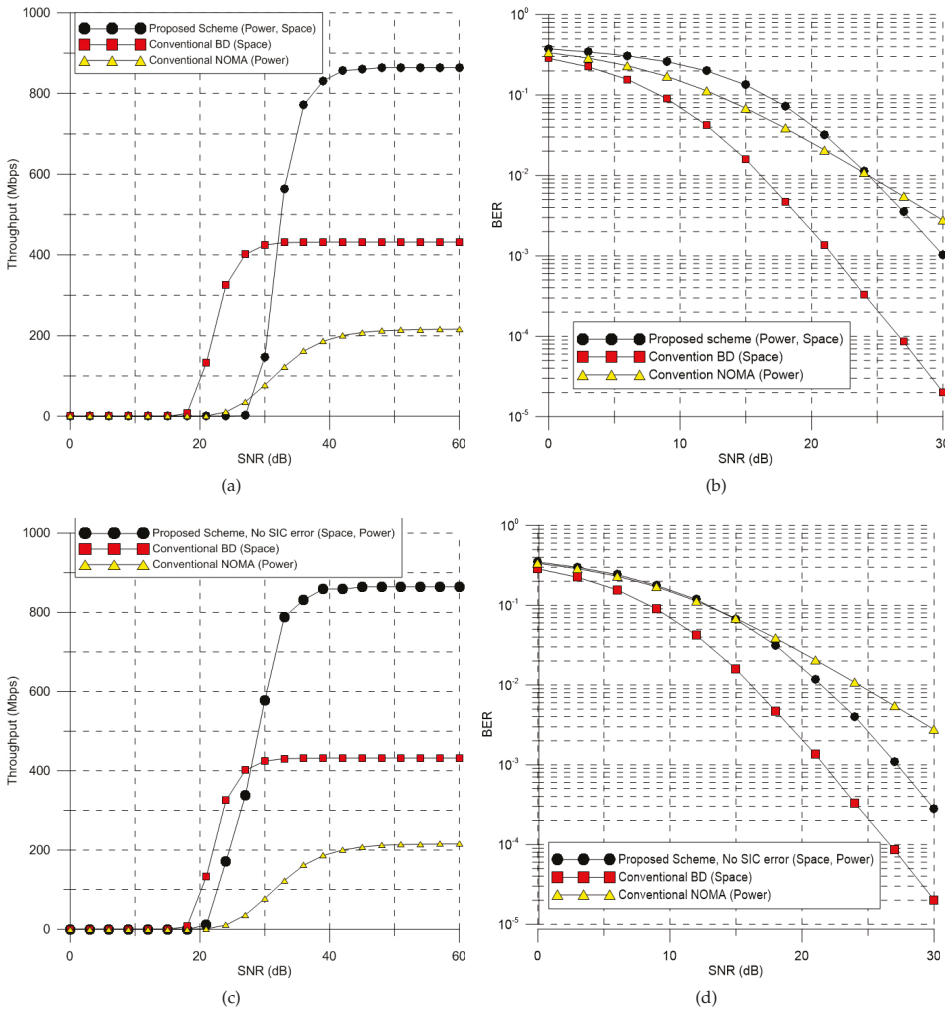 1000
800
600
400
200
0
Throughput (Mbps)
Proposed Scheme (Power, Space)
Conventional BD (Space)
Conventional NOMA (Power)
0 20 40 60
SNR (dB)
(a)
10^0
10^-1
10^-2
10^-3
10^-4
10^-5
BER
Proposed scheme (Power, Space)
Convention BD (Space)
Convention NOMA (Power)
0 10 20 30
SNR (dB)
(b)
1000
800
600
400
200
0
Throughput (Mbps)
Proposed Scheme, No SIC error (Space, Power)
Conventional BD (Space)
Conventional NOMA (Power)
0 20 40 60
SNR (dB)
(c)
10^0
10^-1
10^-2
10^-3
10^-4
10^-5
BER
Proposed Scheme, No SIC error (Space, Power)
Conventional BD (Space)
Conventional NOMA (Power)
0 10 20 30
SNR (dB)
(d)